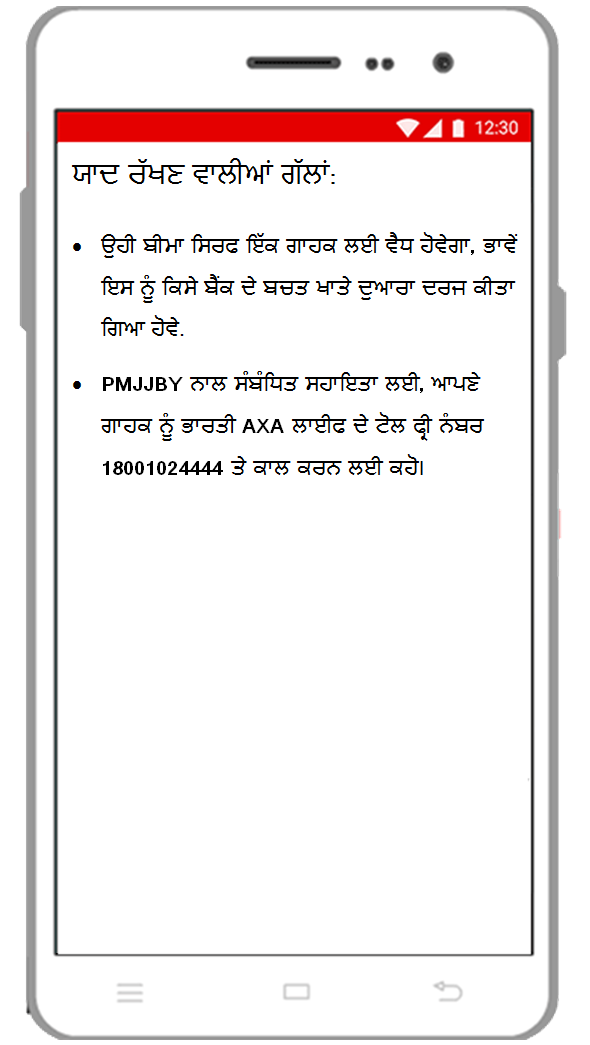 12:30
ਯਾਦ ਰੱਖਣ ਵਾਲੀਆਂ ਗੱਲਾਂ:
• ਉਹੀ ਬੀਮਾ ਸਿਰਫ ਇੱਕ ਗਾਹਕ ਲਈ ਵੈਧ ਹੋਵੇਗਾ, ਭਾਵੇਂ
ਇਸ ਨੂੰ ਕਿਸੇ ਬੈਂਕ ਦੇ ਬਚਤ ਖਾਤੇ ਦੁਆਰਾ ਦਰਜ ਕੀਤਾ
ਗਿਆ ਹੋਵੇ.
• PMJJBY ਨਾਲ ਸੰਬੰਧਿਤ ਸਹਾਇਤਾ ਲਈ, ਆਪਣੇ
ਗਾਹਕ ਨੂੰ ਭਾਰਤੀ AXA ਲਾਈਫ ਦੇ ਟੋਲ ਫ੍ਰੀ ਨੰਬਰ
18001024444 ਤੇ ਕਾਲ ਕਰਨ ਲਈ ਕਹੋ।